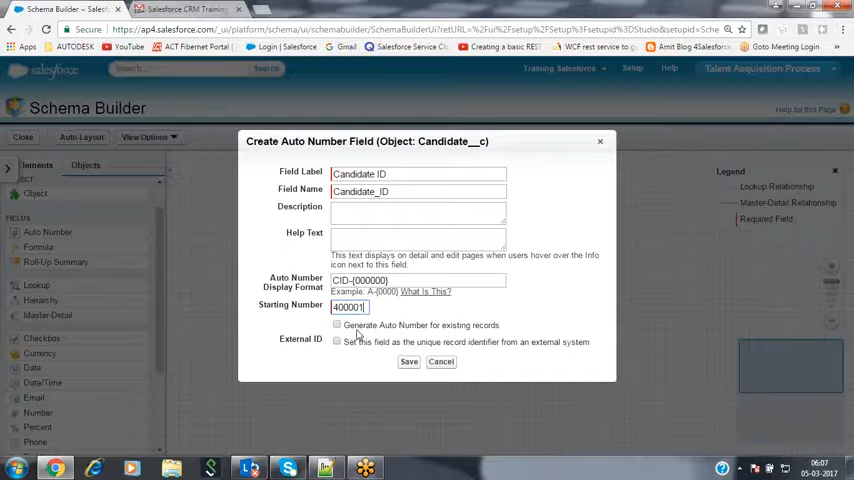 Schema Builder ~ Salesf
Salesforce CRM Training
Secure
https://ap4.salesforce.com/_ui/platform/schema/SchemaBuilderUi?retURL=%2Fui%2Fsetup%2FSetup%3Fsetupid%3DStudio&setupid=Sche
Apps
AUTODESK
YouTube
ACT Fibernet Portal
Login | Salesforce
Gmail
Salesforce Service Cl
Creating a basic REST
WCF rest service to g
Amit Blog 4Salesforce
Goto Meeting Login
salesforce
Search...
Search
Training Salesforce
Setup
Help
Talent Acquisition Process
Schema Builder
Help for this Page
Close
Auto-Layout
View Options
Elements
Objects
Object
FIELDS
Auto Number
Formula
Roll-Up Summary
Lookup
Hierarchy
Master-Detail
Checkbox
Currency
Date
Date/Time
Email
Number
Percent
Phone
Create Auto Number Field (Object: Candidate__c)
Field Label
Candidate ID
Field Name
Candidate_ID
Description
Help Text
This text displays on detail and edit pages when users hover over the Info
icon next to this field.
Auto Number
Display Format
CID-{000000}
Example: A-{0000} What Is This?
Starting Number
400001
Generate Auto Number for existing records
External ID
Set this field as the unique record identifier from an external system
Save
Cancel
Legend
Lookup Relationship
Master-Detail Relationship
Required Field
06:07
05-03-2017